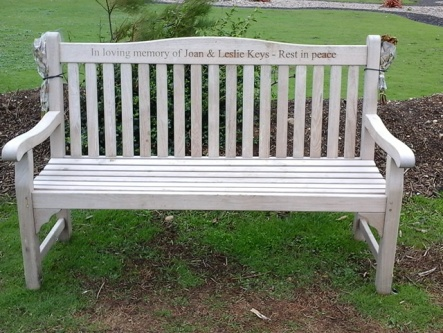 In loving memory of Joan & Leslie Keys - Rest in peace